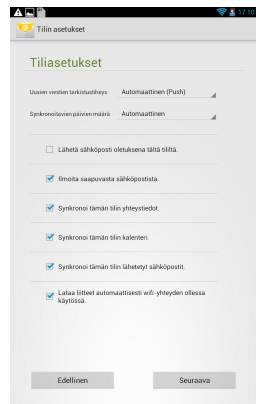 17 10
Tilin asetukset
Tiliasetukset
Uusien viestien tarkistustiheys Automaattinen (Push)
Synkronoitavien päivien määrä Automaattinen
Lähetä sähköposti oletuksena tältä tililtä.
Ilmoita saapuvasta sähköpostista.
Synkronoi tämän tilin yhteystiedot.
Synkronoi tämän tilin kalenteri.
Synkronoi tämän tilin lähetetyt sähköpostit.
Lataa liitteet automaattisesti wifi-yhteyden ollessa
käytössä.
Edellinen Seuraava